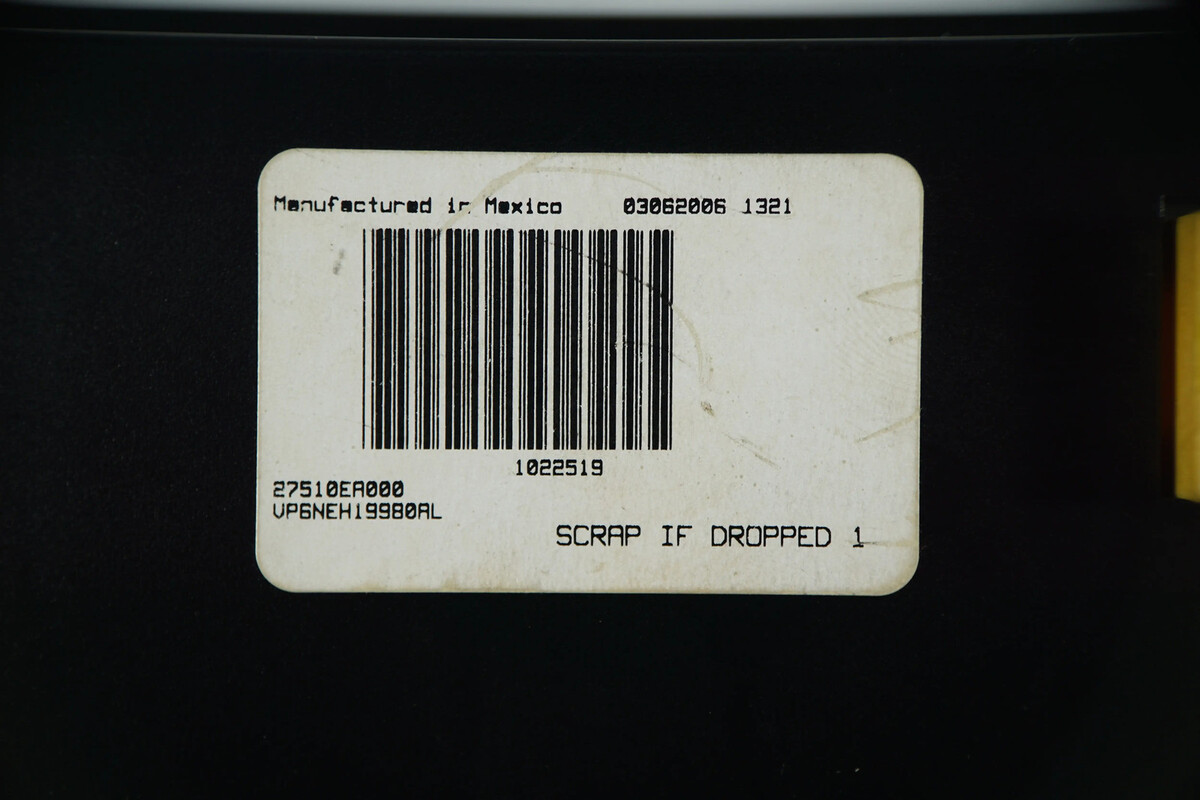 Manufactured in Mexico 03062006 1321
1022519
27510EA000
VP6NEH19980AL
SCRAP IF DROPPED 1